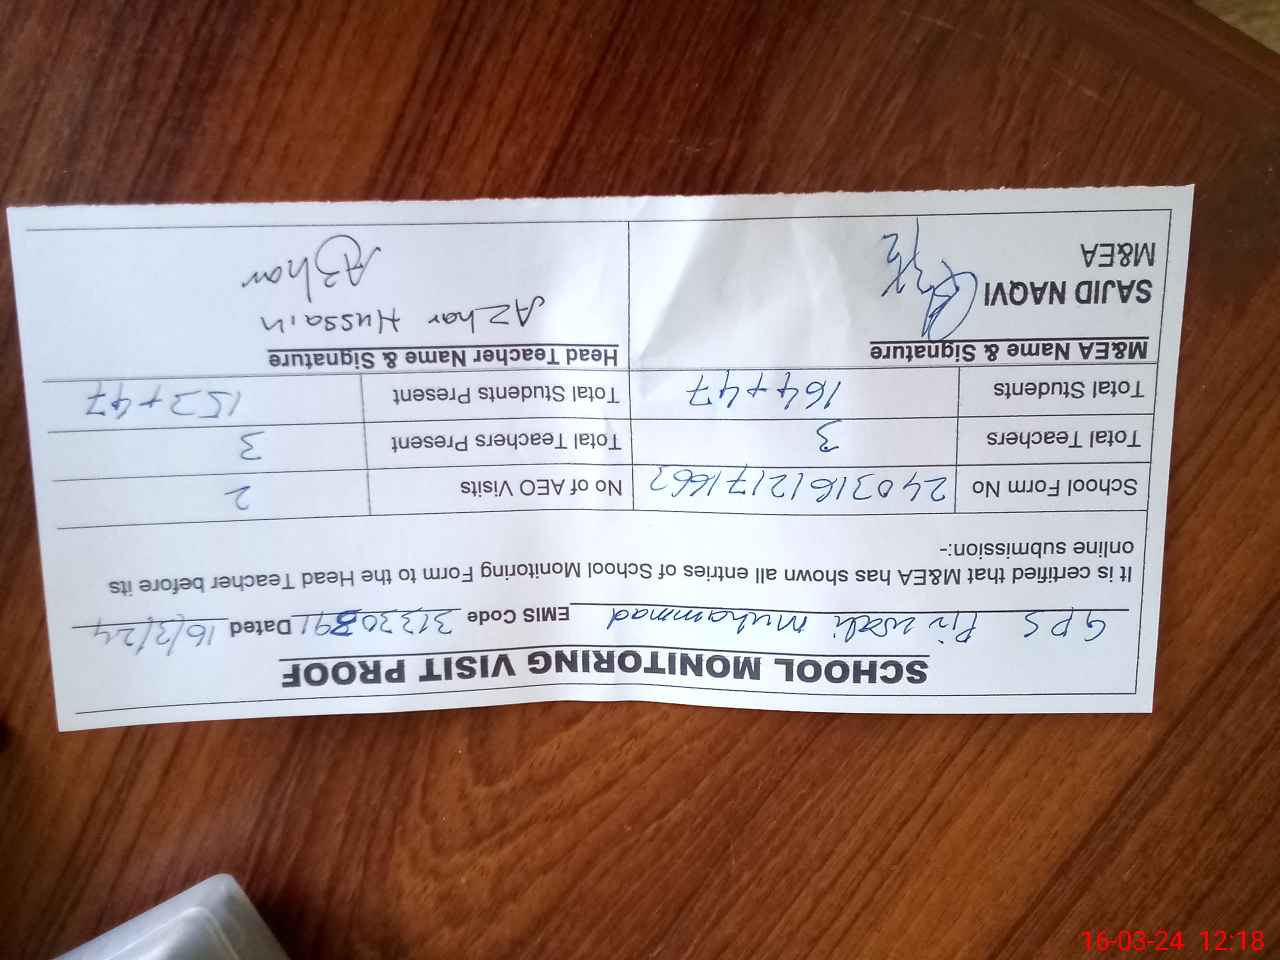 SCHOOL MONITORING VISIT PROOF
GPS Pir wali muhammad EMIS Code 31330391 Dated 16/3/24
It is certified that M&EA has shown all entries of School Monitoring Form to the Head Teacher before its
online submission:-
School Form No 240316121711662 No of AEO Visits 2
Total Teachers 3 Total Teachers Present 3
Total Students 164+47 Total Students Present 152+47
M&EA Name & Signature Head Teacher Name & Signature
SAJID NAQVI AZhar Hussain
M&EA AZhar
16-03-24 12:18